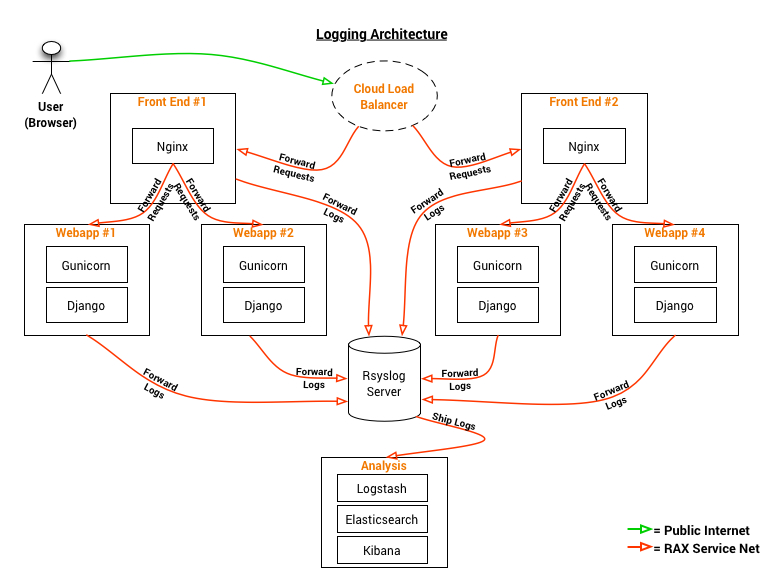 Logging Architecture
User
(Browser)
Cloud Load
Balancer
Front End #1
Nginx
Front End #2
Nginx
Forward
Requests
Forward
Requests
Forward
Requests
Forward
Requests
Forward
Requests
Forward
Requests
Forward
Logs
Forward
Logs
Webapp #1
Gunicorn
Django
Webapp #2
Gunicorn
Django
Webapp #3
Gunicorn
Django
Webapp #4
Gunicorn
Django
Forward
Logs
Forward
Logs
Forward
Logs
Forward
Logs
Rsyslog
Server
Ship Logs
Analysis
Logstash
Elasticsearch
Kibana
= Public Internet
= RAX Service Net